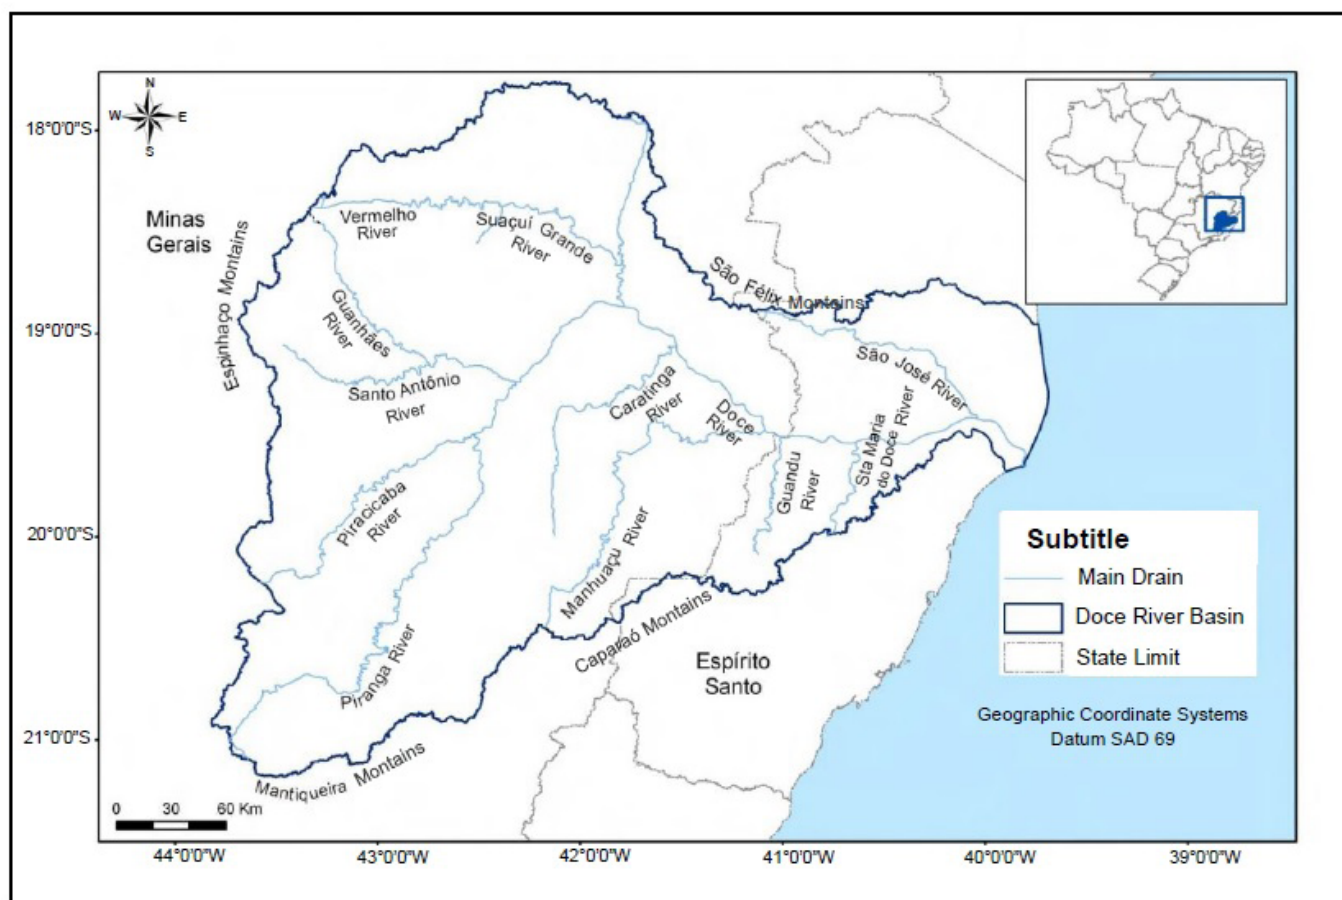 N
W
E
S
18°0'0"S
19°0'0"S
20°0'0"S
21°0'0"S
Minas
Gerais
Espinhaço Montains
Vermelho
River
Suaçuí Grande
River
Guanhães
River
Santo Antônio
River
São Félix Montains
São José River
Caratinga
River
Doce
River
Sta Maria
do Doce River
Guandu
River
Piracicaba
River
Manhuaçu River
Piranga River
Caparaó Montains
Mantiqueira Montains
Espírito
Santo
Subtitle
Main Drain
Doce River Basin
State Limit
Geographic Coordinate Systems
Datum SAD 69
0 30 60 Km
44°0'0"W
43°0'0"W
42°0'0"W
41°0'0"W
40°0'0"W
39°0'0"W